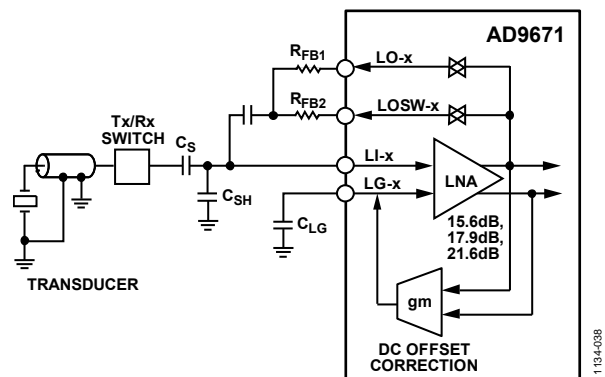 AD9671
RFB1
LO-x
RFB2
LOSW-x
Tx/Rx
SWITCH
CS
LI-x
CSH
LG-x
LNA
CLG
15.6dB,
17.9dB,
21.6dB
TRANSDUCER
gm
DC OFFSET
CORRECTION
11134-038